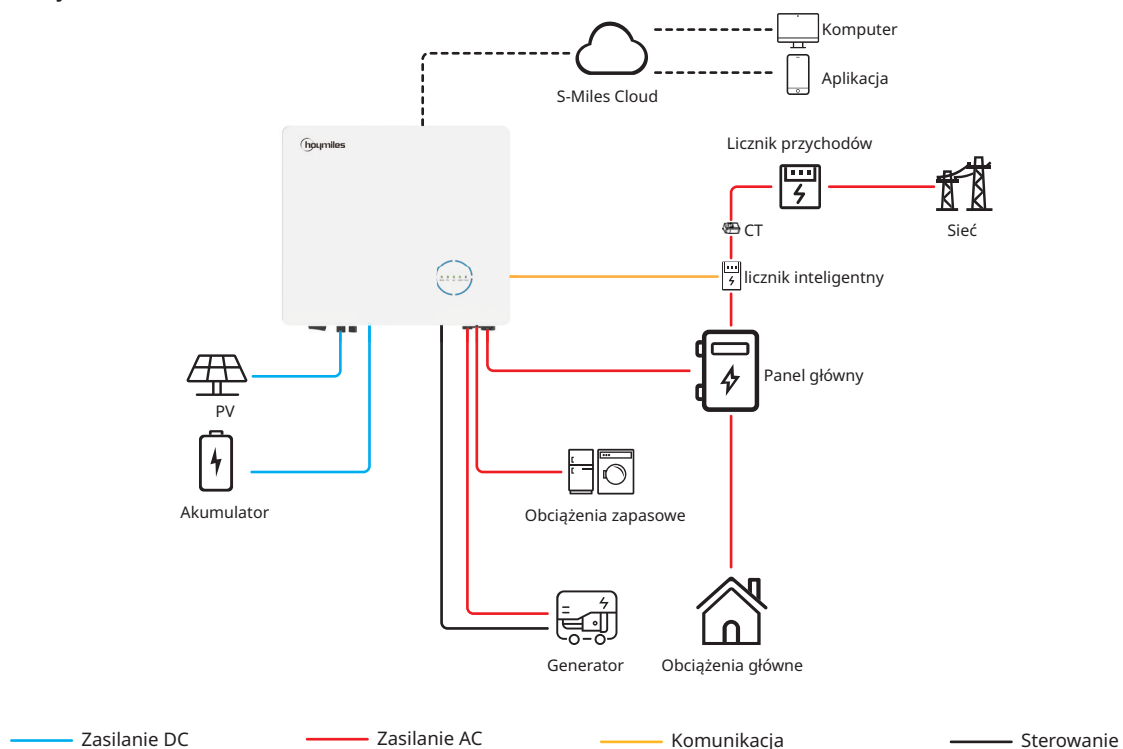 Komputer
Aplikacja
S-Miles Cloud
hoymiles
Licznik przychodów
CT
Sieć
licznik inteligentny
Panel główny
PV
Akumulator
Obciążenia zapasowe
Generator
Obciążenia główne
Zasilanie DC
Zasilanie AC
Komunikacja
Sterowanie